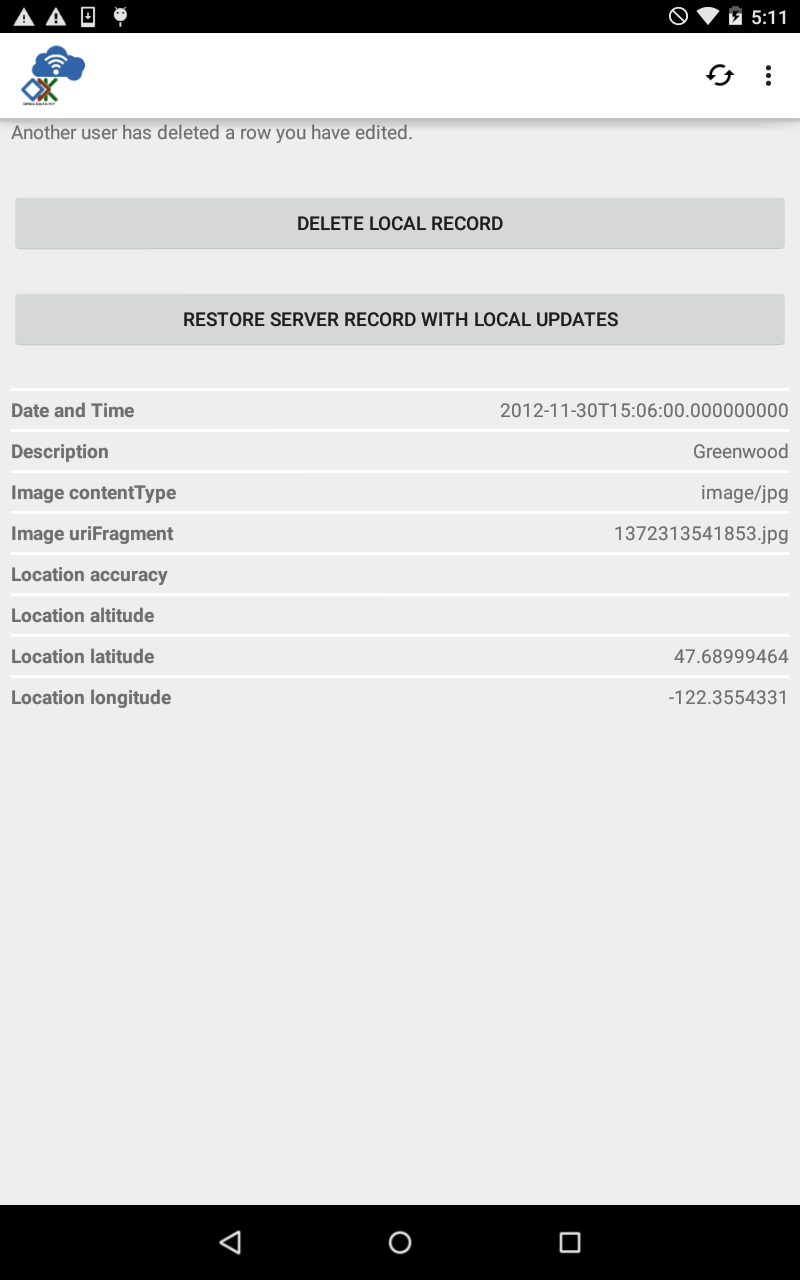 5:11
Another user has deleted a row you have edited.
DELETE LOCAL RECORD
RESTORE SERVER RECORD WITH LOCAL UPDATES
Date and Time 2012-11-30T15:06:00.000000000
Description Greenwood
Image contentType image/jpg
Image uriFragment 1372313541853.jpg
Location accuracy
Location altitude
Location latitude 47.68999464
Location longitude -122.3554331